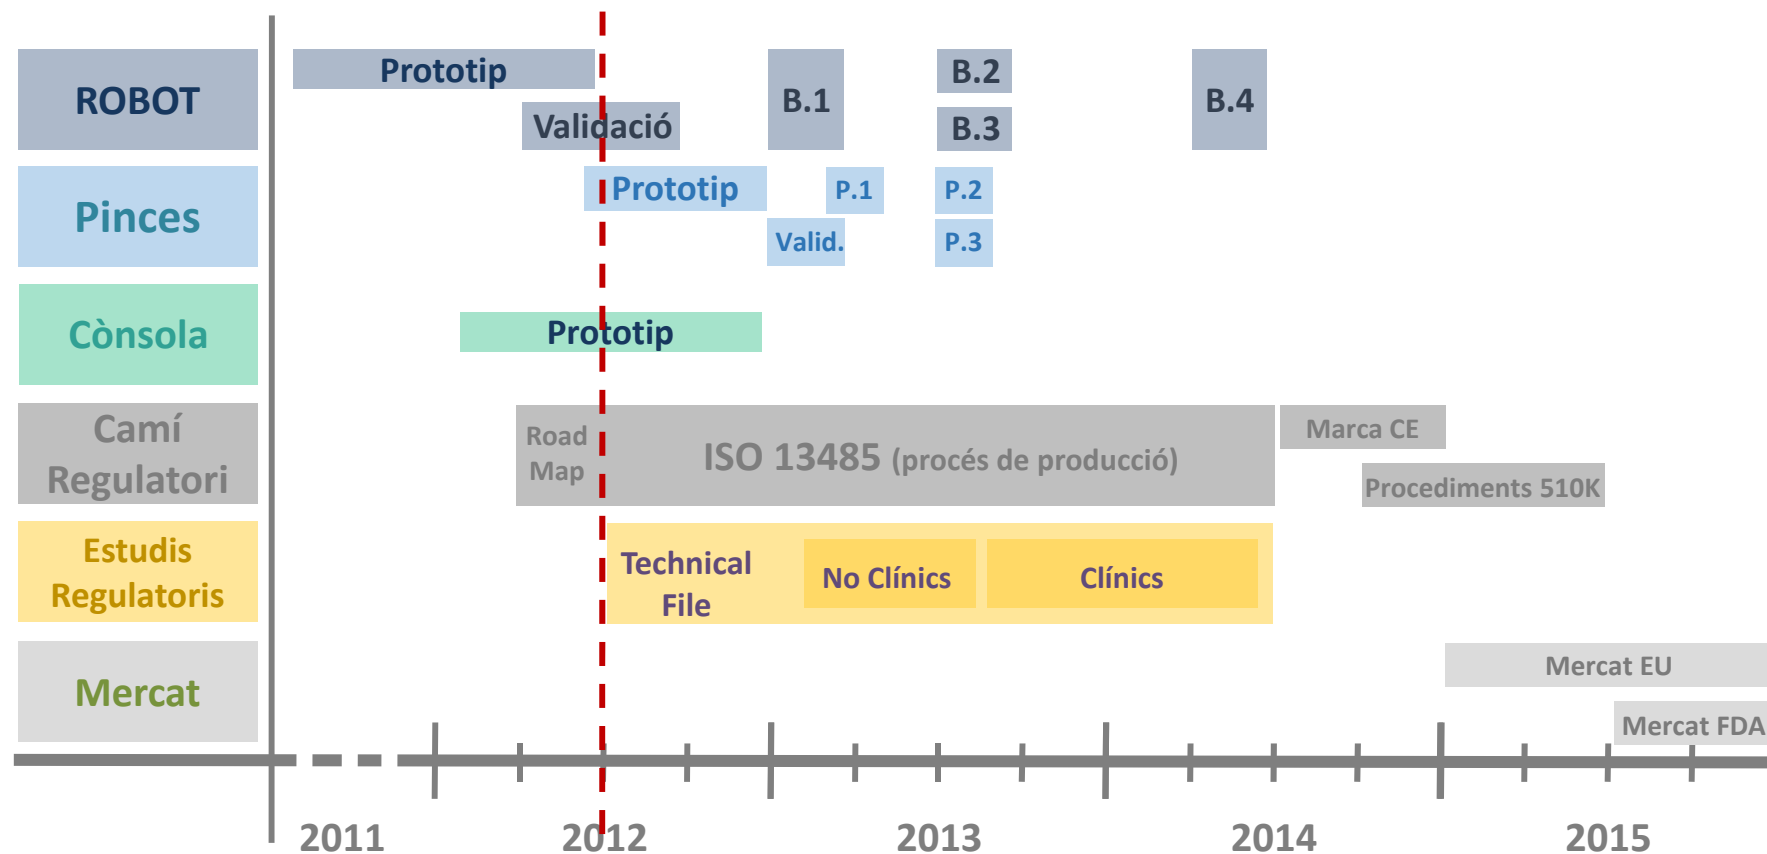 ROBOT
Prototip
Validació
B.1
B.2
B.3
B.4
Pinces
Prototip
Valid.
P.1
P.2
P.3
Cònsola
Prototip
Camí
Regulatori
Road
Map
ISO 13485 (procés de producció)
Marca CE
Procediments 510K
Estudis
Regulatoris
Technical
File
No Clínics
Clínics
Mercat
Mercat EU
Mercat FDA
2011
2012
2013
2014
2015